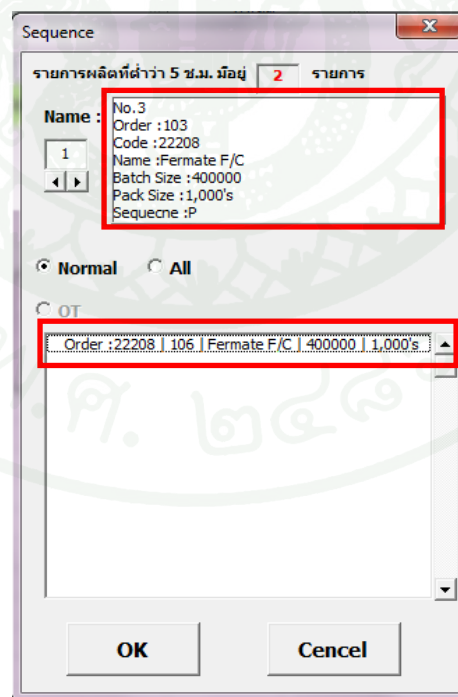 Sequence
รายการผลิตที่ต่ำว่า 5 ช.ม. มีอยู่ 2 รายการ
Name :
1
No.3
Order :103
Code :22208
Name :Fermate F/C
Batch Size :400000
Pack Size :1,000's
Sequecne :P
Normal All
OT
Order :22208 | 106 | Fermate F/C | 400000 | 1,000's
OK Cencel